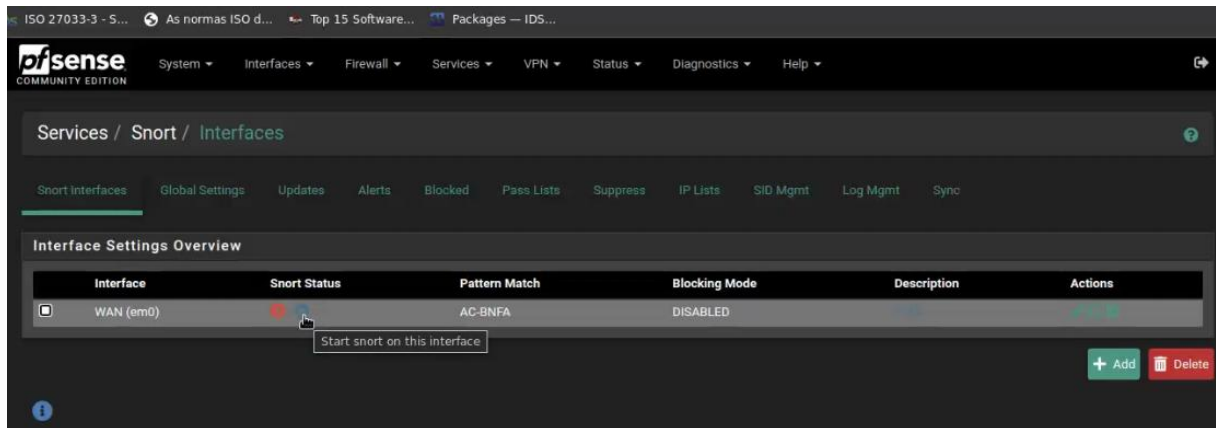 ISO 27033-3 - S... As normas ISO d... Top 15 Software... Packages — IDS...
pfsense COMMUNITY EDITION System Interfaces Firewall Services VPN Status Diagnostics Help
Services / Snort / Interfaces
Snort Interfaces Global Settings Updates Alerts Blocked Pass Lists Suppress IP Lists SID Mgmt Log Mgmt Sync
Interface Settings Overview
Interface Snort Status Pattern Match Blocking Mode Description Actions
WAN (em0) AC-BNFA DISABLED
Start snort on this interface
Add Delete